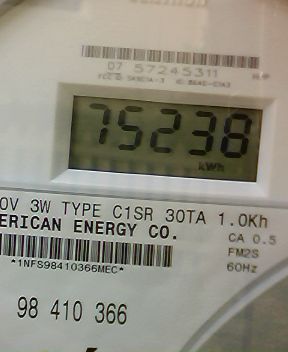 07 57245311
75238
kWh
0V 3W TYPE C1SR 30TA 1.0Kh
ERICAN ENERGY CO.
CA 0.5
*1NFS98410366MEC*
FM2S
60Hz
98 410 366